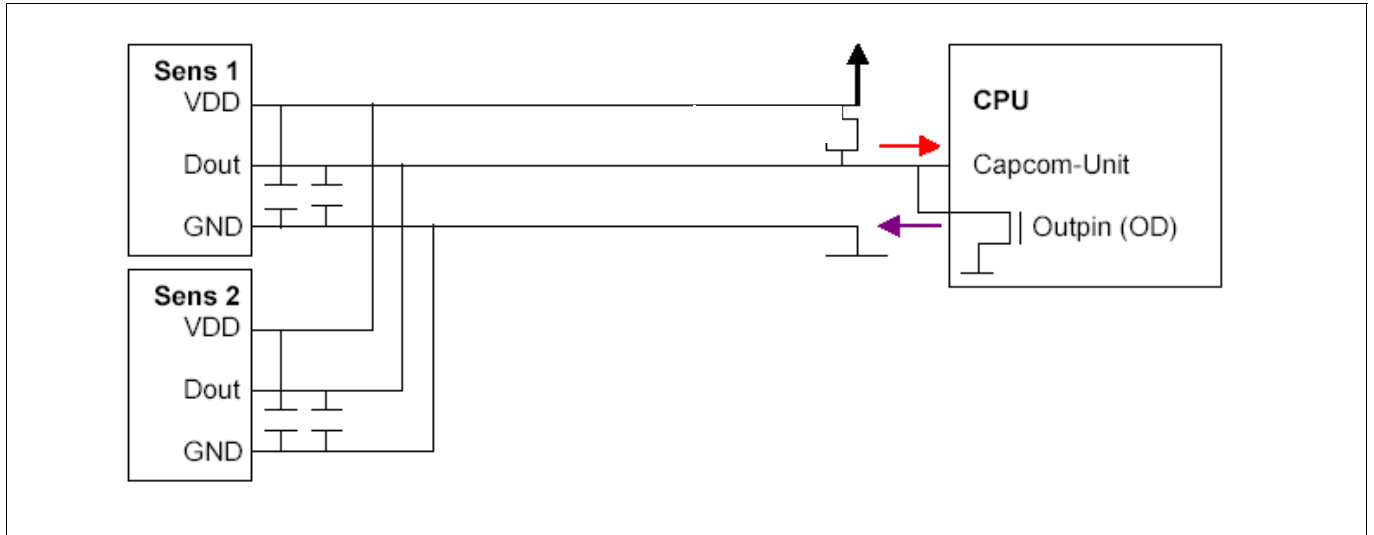 Sens 1
VDD
Dout
GND
Sens 2
VDD
Dout
GND
CPU
Capcom-Unit
Outpin (OD)